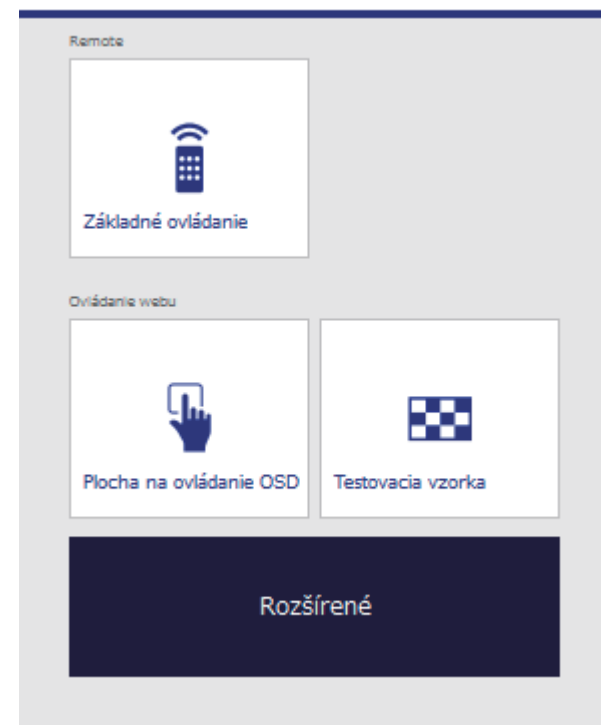 Remote
Základné ovládanie
Ovládanie webu
Plocha na ovládanie OSD
Testovacia vzorka
Rozšírené